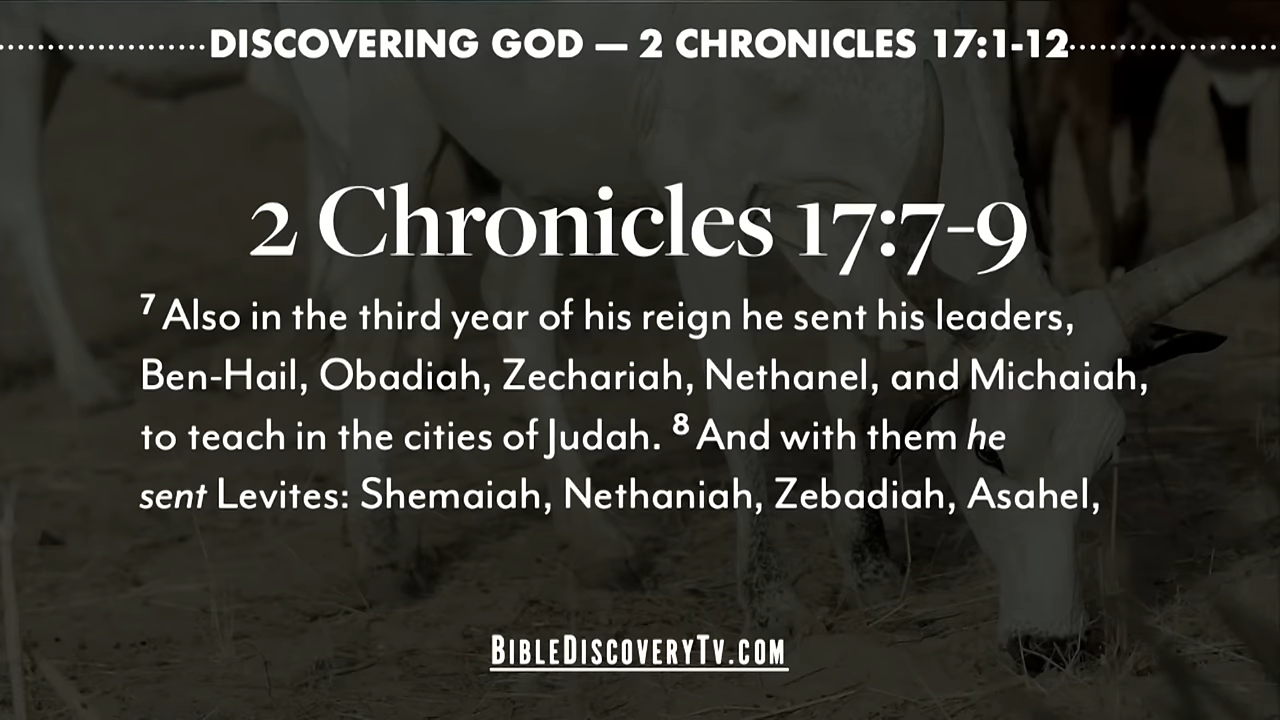 DISCOVERING GOD — 2 CHRONICLES 17:1-12
2 Chronicles 17:7-9
7 Also in the third year of his reign he sent his leaders,
Ben-Hail, Obadiah, Zechariah, Nethanel, and Michaiah,
to teach in the cities of Judah. 8 And with them he
sent Levites: Shemaiah, Nethaniah, Zebadiah, Asahel,
BIBLEDISCOVERYTV.COM